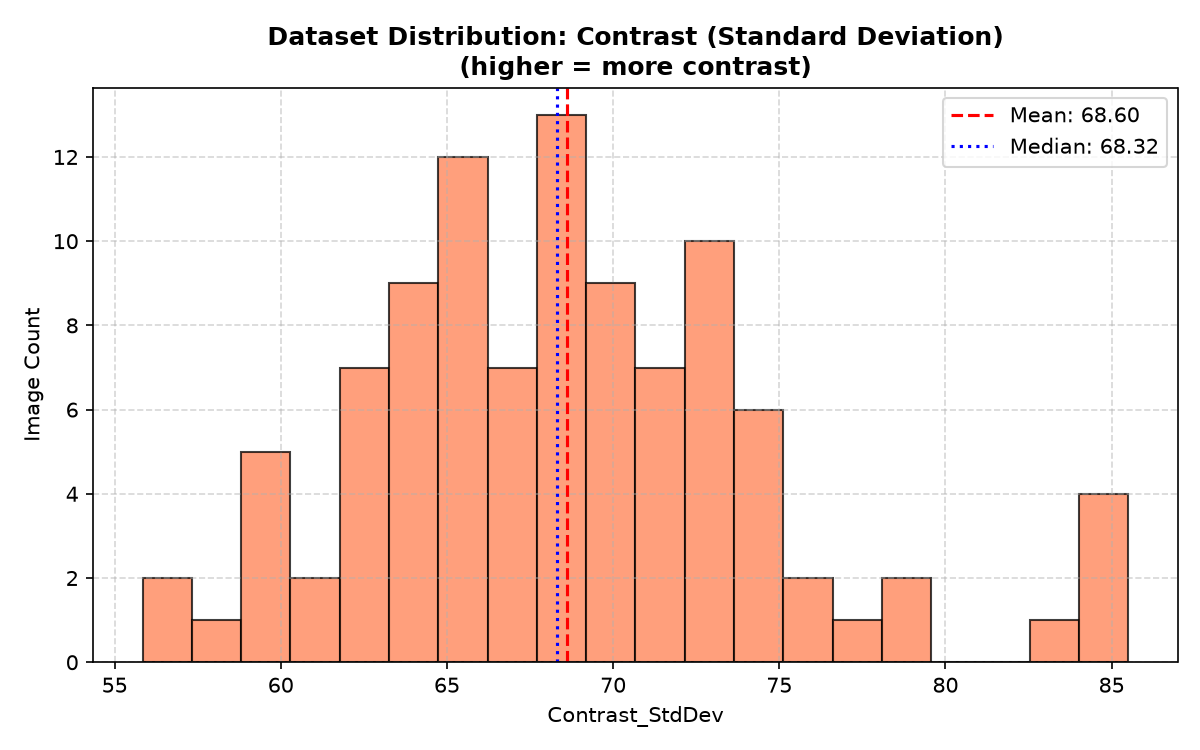 Dataset Distribution: Contrast (Standard Deviation)
(higher = more contrast)
Mean: 68.60
Median: 68.32
Image Count
12
10
8
6
4
2
0
55 60 65 70 75 80 85
Contrast_StdDev